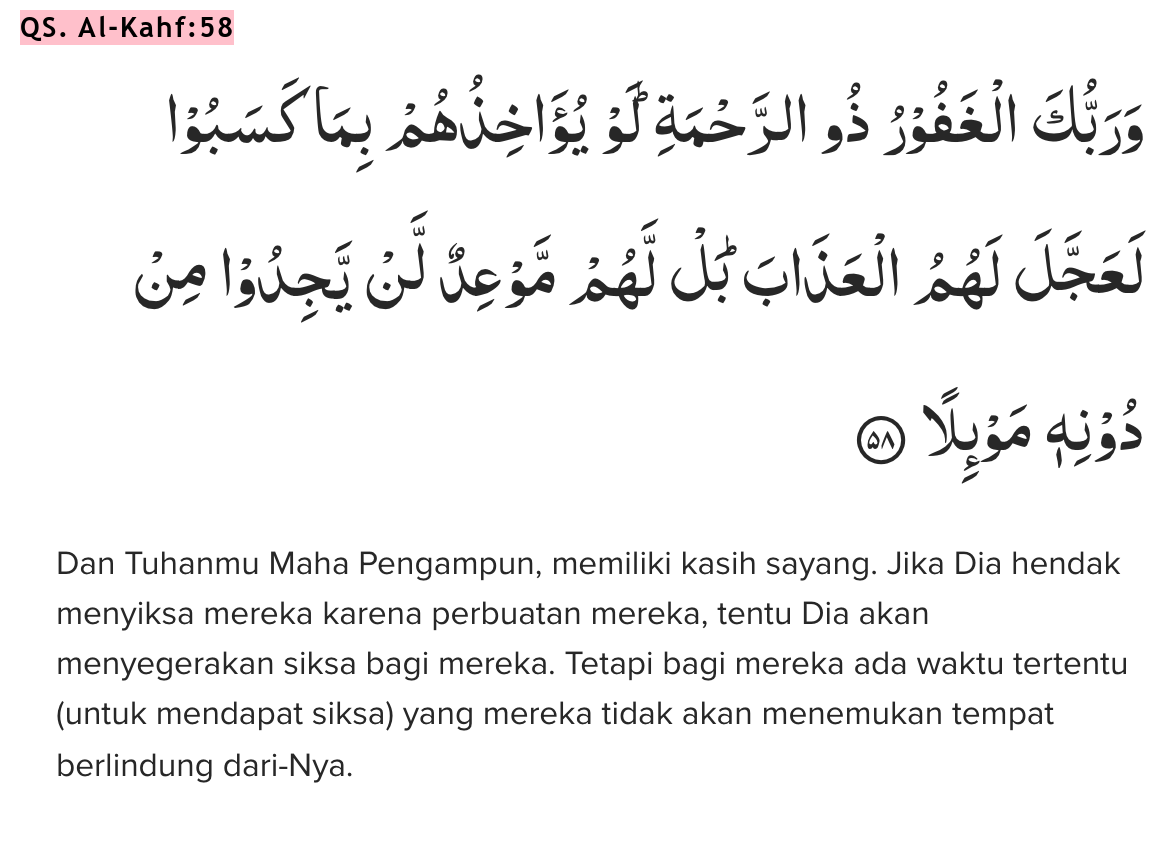 QS. Al-Kahf:58
وَرَبُّكَ الْغَفُوْرُ ذُو الرَّحْمَةِۗ لَوْ يُؤَاخِذُهُمْ بِمَا كَسَبُوْا
لَعَجَّلَ لَهُمُ الْعَذَابَۗ بَلْ لَّهُمْ مَّوْعِدٌ لَّنْ يَّجِدُوْا مِنْ
دُوْنِهٖ مَوْىِٕلًا ۝٥٨
Dan Tuhanmu Maha Pengampun, memiliki kasih sayang. Jika Dia hendak
menyiksa mereka karena perbuatan mereka, tentu Dia akan
menyegerakan siksa bagi mereka. Tetapi bagi mereka ada waktu tertentu
(untuk mendapat siksa) yang mereka tidak akan menemukan tempat
berlindung dari-Nya.